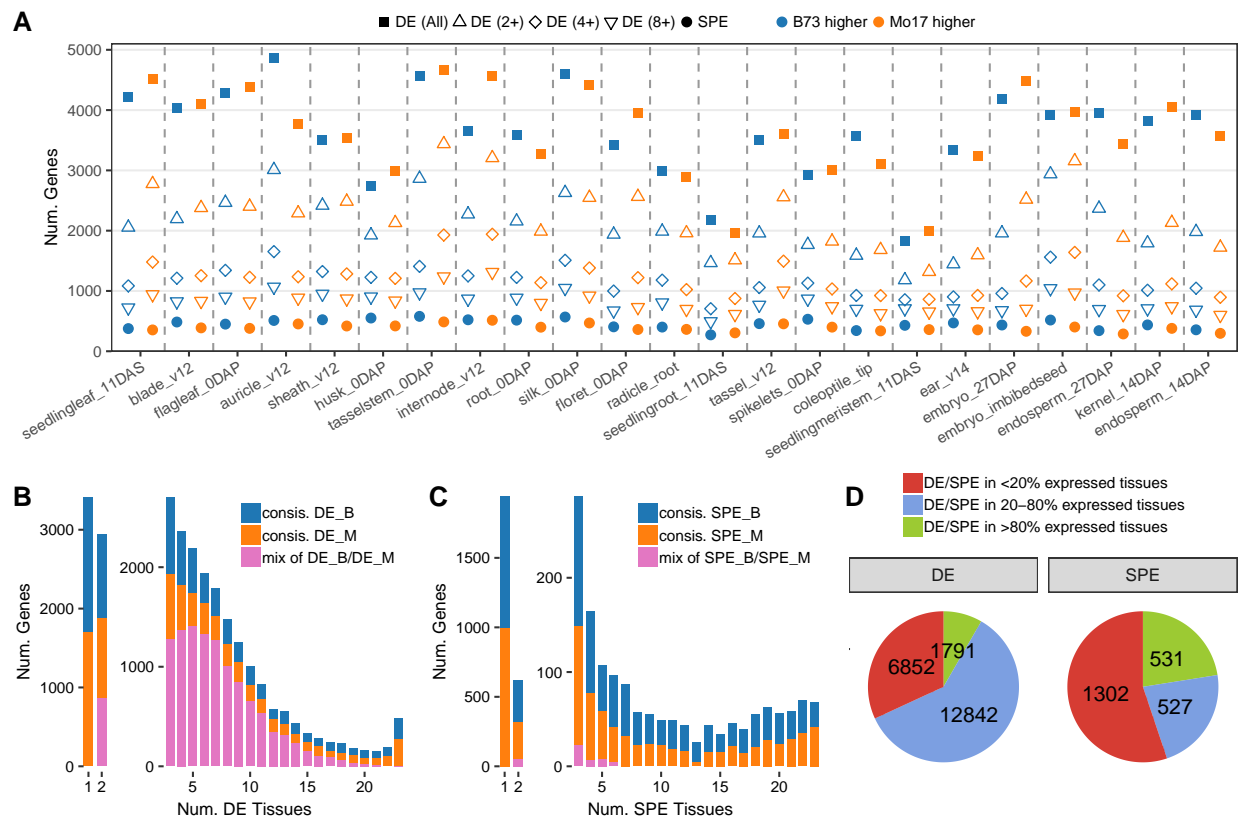 A
DE (All) DE (2+) DE (4+) DE (8+) SPE B73 higher Mo17 higher
Num. Genes
5000
4000
3000
2000
1000
0
seedlingleaf_11DAS
blade_v12
flagleaf_0DAP
auricle_v12
sheath_v12
husk_0DAP
tasselstem_0DAP
internode_v12
root_0DAP
silk_0DAP
floret_0DAP
radicle_root
seedlingroot_11DAS
tassel_v12
spikelets_0DAP
coleoptile_tip
seedlingmeristem_11DAS
ear_v14
embryo_27DAP
embryo_imbibedseed
endosperm_27DAP
kernel_14DAP
endosperm_14DAP
B
Num. Genes
3000
2000
1000
0
1 2
2000
1000
0
consis. DE_B
consis. DE_M
mix of DE_B/DE_M
5 10 15 20
Num. DE Tissues
C
Num. Genes
1500
1000
500
0
1 2
200
100
0
consis. SPE_B
consis. SPE_M
mix of SPE_B/SPE_M
5 10 15 20
Num. SPE Tissues
D
DE/SPE in <20% expressed tissues
DE/SPE in 20–80% expressed tissues
DE/SPE in >80% expressed tissues
DE
1791
6852
12842
SPE
531
1302
527